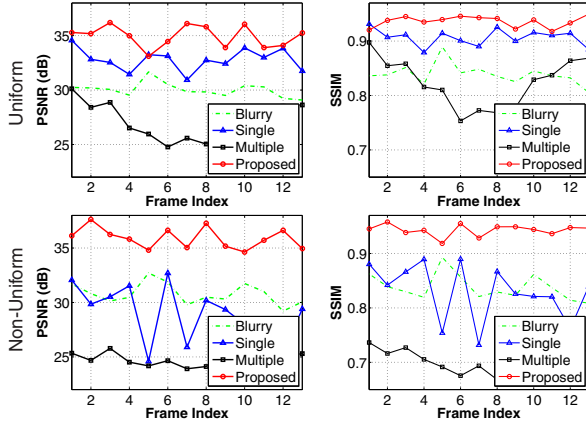 Uniform
PSNR (dB)
35
30
25
Blurry
Single
Multiple
Proposed
2 4 6 8 10 12
Frame Index
SSIM
0.9
0.8
0.7
Blurry
Single
Multiple
Proposed
2 4 6 8 10 12
Frame Index
Non-Uniform
PSNR (dB)
35
30
25
Blurry
Single
Multiple
Proposed
2 4 6 8 10 12
Frame Index
SSIM
0.9
0.8
0.7
Blurry
Single
Multiple
Proposed
2 4 6 8 10 12
Frame Index